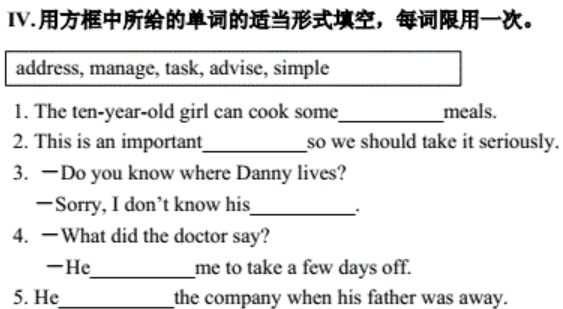 IV.用方框中所给的单词的适当形式填空，每词限用一次。
address, manage, task, advise, simple
1. The ten-year-old girl can cook some__________meals.
2. This is an important__________so we should take it seriously.
3. －Do you know where Danny lives?
－Sorry, I don’t know his__________.
4. －What did the doctor say?
－He__________me to take a few days off.
5. He__________the company when his father was away.